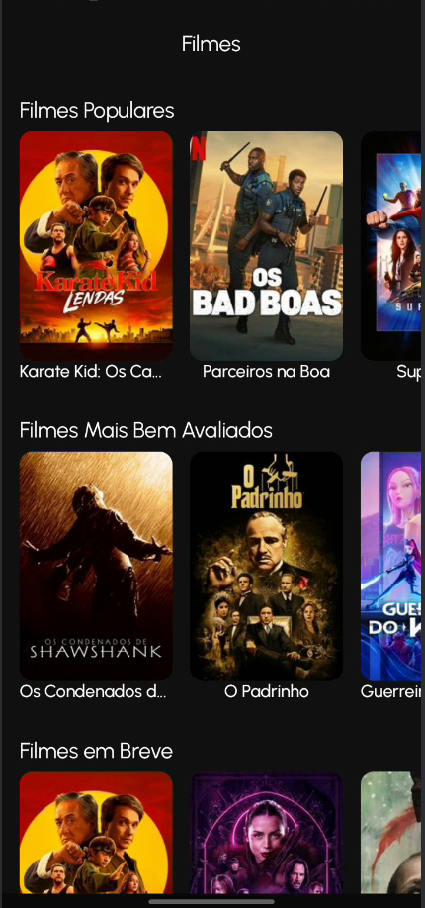 Filmes
Filmes Populares
Karate Kid
LENDAS
N
OS
BAD BOAS
SUP
Karate Kid: Os Ca...
Parceiros na Boa
Sup
Filmes Mais Bem Avaliados
OS CONDENADOS DE
SHAWSHANK
O
Padrinho
GUE
DO K
Os Condenados d...
O Padrinho
Guerrei
Filmes em Breve